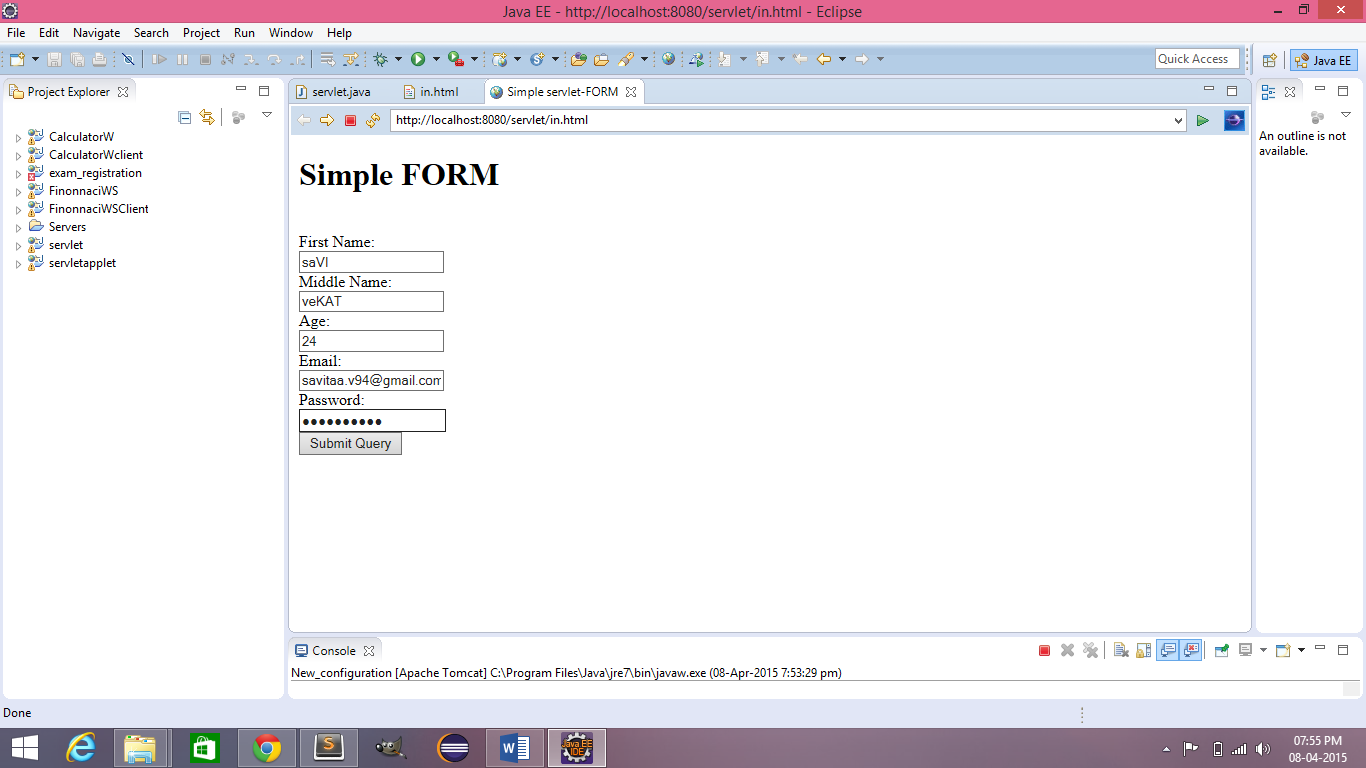 Java EE - http://localhost:8080/servlet/in.html - Eclipse
File Edit Navigate Search Project Run Window Help
Quick Access
Java EE
Project Explorer
CalculatorW
CalculatorWclient
exam_registration
FinonnaciWS
FinonnaciWSClient
Servers
servlet
servletapplet
servlet.java in.html Simple servlet-FORM
http://localhost:8080/servlet/in.html
Simple FORM
First Name:
saVI
Middle Name:
veKAT
Age:
24
Email:
savitaa.v94@gmail.com
Password:
●●●●●●●●●●
Submit Query
An outline is not
available.
Console
New_configuration [Apache Tomcat] C:\Program Files\Java\jre7\bin\javaw.exe (08-Apr-2015 7:53:29 pm)
Done
Java EE
IDE
07:55 PM
08-04-2015